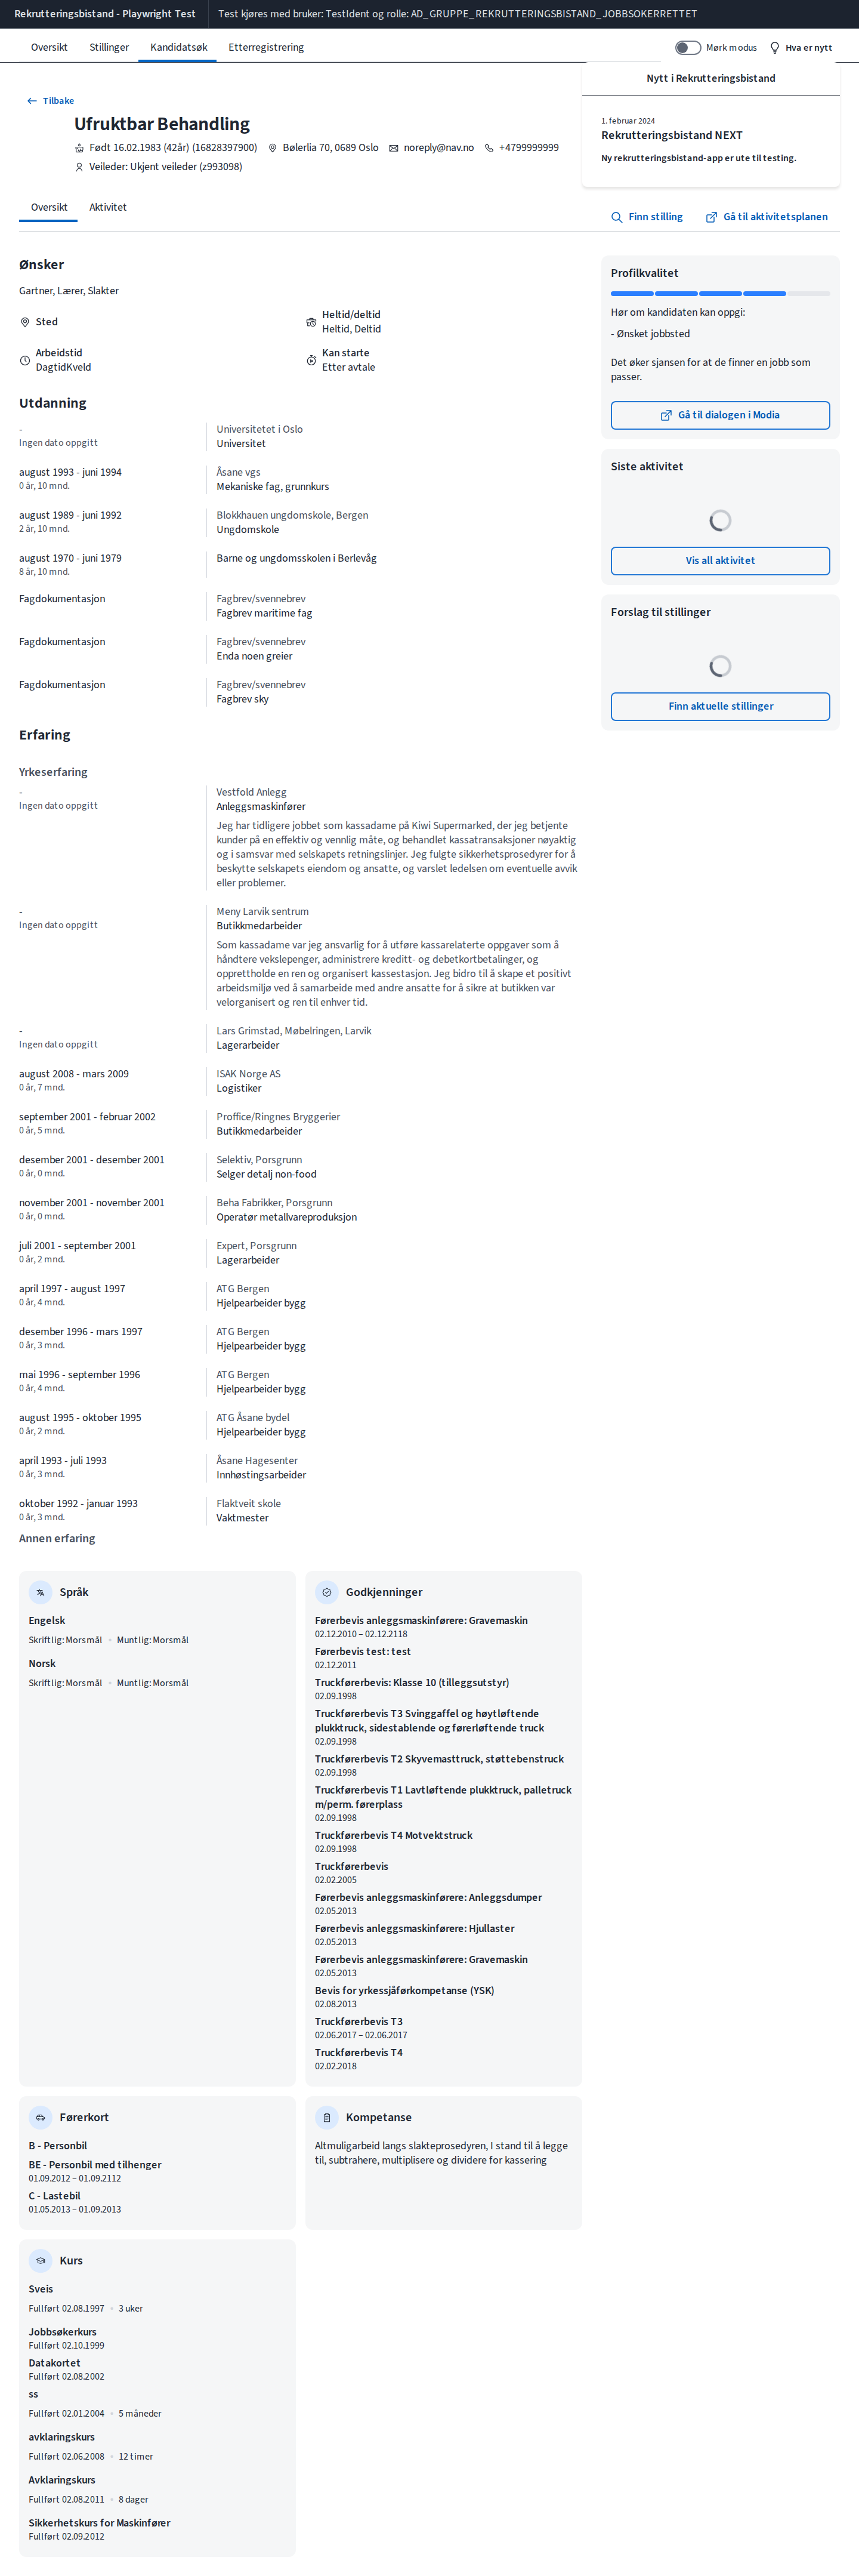 Rekrutteringsbistand - Playwright Test
Test kjøres med bruker: TestIdent og rolle: AD_GRUPPE_REKRUTTERINGSBISTAND_JOBBSOKERRETTET
Oversikt
Stillinger
Kandidatsøk
Etterregistrering
Mørk modus
Hva er nytt
Nytt i Rekrutteringsbistand
1. februar 2024
Rekrutteringsbistand NEXT
Ny rekrutteringsbistand-app er ute til testing.
Tilbake
Ufruktbar Behandling
Født 16.02.1983 (42år) (16828397900)
Bølerlia 70, 0689 Oslo
noreply@nav.no
+4799999999
Veileder: Ukjent veileder (z993098)
Oversikt
Aktivitet
Finn stilling
Gå til aktivitetsplanen
Ønsker
Gartner, Lærer, Slakter
Sted
Heltid/deltid
Heltid, Deltid
Arbeidstid
DagtidKveld
Kan starte
Etter avtale
Utdanning
-
Ingen dato oppgitt
Universitetet i Oslo
Universitet
august 1993 - juni 1994
0 år, 10 mnd.
Åsane vgs
Mekaniske fag, grunnkurs
august 1989 - juni 1992
2 år, 10 mnd.
Blokkhauen ungdomskole, Bergen
Ungdomskole
august 1970 - juni 1979
8 år, 10 mnd.
Barne og ungdomsskolen i Berlevåg
Fagdokumentasjon
Fagbrev/svennebrev
Fagbrev maritime fag
Fagdokumentasjon
Fagbrev/svennebrev
Enda noen greier
Fagdokumentasjon
Fagbrev/svennebrev
Fagbrev sky
Erfaring
Yrkeserfaring
-
Ingen dato oppgitt
Vestfold Anlegg
Anleggsmaskinfører
Jeg har tidligere jobbet som kassadame på Kiwi Supermarked, der jeg betjente
kunder på en effektiv og vennlig måte, og behandlet kassatransaksjoner nøyaktig
og i samsvar med selskapets retningslinjer. Jeg fulgte sikkerhetsprosedyrer for å
beskytte selskapets eiendom og ansatte, og varslet ledelsen om eventuelle avvik
eller problemer.
-
Ingen dato oppgitt
Meny Larvik sentrum
Butikkmedarbeider
Som kassadame var jeg ansvarlig for å utføre kassarelaterte oppgaver som å
håndtere vekslepenger, administrere kreditt- og debetkortbetalinger, og
opprettholde en ren og organisert kassestasjon. Jeg bidro til å skape et positivt
arbeidsmiljø ved å samarbeide med andre ansatte for å sikre at butikken var
velorganisert og ren til enhver tid.
-
Ingen dato oppgitt
Lars Grimstad, Møbelringen, Larvik
Lagerarbeider
august 2008 - mars 2009
0 år, 7 mnd.
ISAK Norge AS
Logistiker
september 2001 - februar 2002
0 år, 5 mnd.
Proffice/Ringnes Bryggerier
Butikkmedarbeider
desember 2001 - desember 2001
0 år, 0 mnd.
Selektiv, Porsgrunn
Selger detalj non-food
november 2001 - november 2001
0 år, 0 mnd.
Beha Fabrikker, Porsgrunn
Operatør metallvareproduksjon
juli 2001 - september 2001
0 år, 2 mnd.
Expert, Porsgrunn
Lagerarbeider
april 1997 - august 1997
0 år, 4 mnd.
ATG Bergen
Hjelpearbeider bygg
desember 1996 - mars 1997
0 år, 3 mnd.
ATG Bergen
Hjelpearbeider bygg
mai 1996 - september 1996
0 år, 4 mnd.
ATG Bergen
Hjelpearbeider bygg
august 1995 - oktober 1995
0 år, 2 mnd.
ATG Åsane bydel
Hjelpearbeider bygg
april 1993 - juli 1993
0 år, 3 mnd.
Åsane Hagesenter
Innhøstingsarbeider
oktober 1992 - januar 1993
0 år, 3 mnd.
Flaktveit skole
Vaktmester
Annen erfaring
Språk
Engelsk
Skriftlig: Morsmål • Muntlig: Morsmål
Norsk
Skriftlig: Morsmål • Muntlig: Morsmål
Godkjenninger
Førerbevis anleggsmaskinførere: Gravemaskin
02.12.2010 – 02.12.2118
Førerbevis test: test
02.12.2011
Truckførerbevis: Klasse 10 (tilleggsutstyr)
02.09.1998
Truckførerbevis T3 Svinggaffel og høytløftende
plukktruck, sidestablende og førerløftende truck
02.09.1998
Truckførerbevis T2 Skyvemasttruck, støttebenstruck
02.09.1998
Truckførerbevis T1 Lavtløftende plukktruck, palletruck
m/perm. førerplass
02.09.1998
Truckførerbevis T4 Motvektstruck
02.09.1998
Truckførerbevis
02.02.2005
Førerbevis anleggsmaskinførere: Anleggsdumper
02.05.2013
Førerbevis anleggsmaskinførere: Hjullaster
02.05.2013
Førerbevis anleggsmaskinførere: Gravemaskin
02.05.2013
Bevis for yrkessjåførkompetanse (YSK)
02.08.2013
Truckførerbevis T3
02.06.2017 – 02.06.2017
Truckførerbevis T4
02.02.2018
Førerkort
B - Personbil
BE - Personbil med tilhenger
01.09.2012 – 01.09.2112
C - Lastebil
01.05.2013 – 01.09.2013
Kompetanse
Altmuligarbeid langs slakteprosedyren, I stand til å legge
til, subtrahere, multiplisere og dividere for kassering
Kurs
Sveis
Fullført 02.08.1997 • 3 uker
Jobbsøkerkurs
Fullført 02.10.1999
Datakortet
Fullført 02.08.2002
ss
Fullført 02.01.2004 • 5 måneder
avklaringskurs
Fullført 02.06.2008 • 12 timer
Avklaringskurs
Fullført 02.08.2011 • 8 dager
Sikkerhetskurs for Maskinfører
Fullført 02.09.2012
Profilkvalitet
Hør om kandidaten kan oppgi:
- Ønsket jobbsted
Det øker sjansen for at de finner en jobb som
passer.
Gå til dialogen i Modia
Siste aktivitet
Vis all aktivitet
Forslag til stillinger
Finn aktuelle stillinger